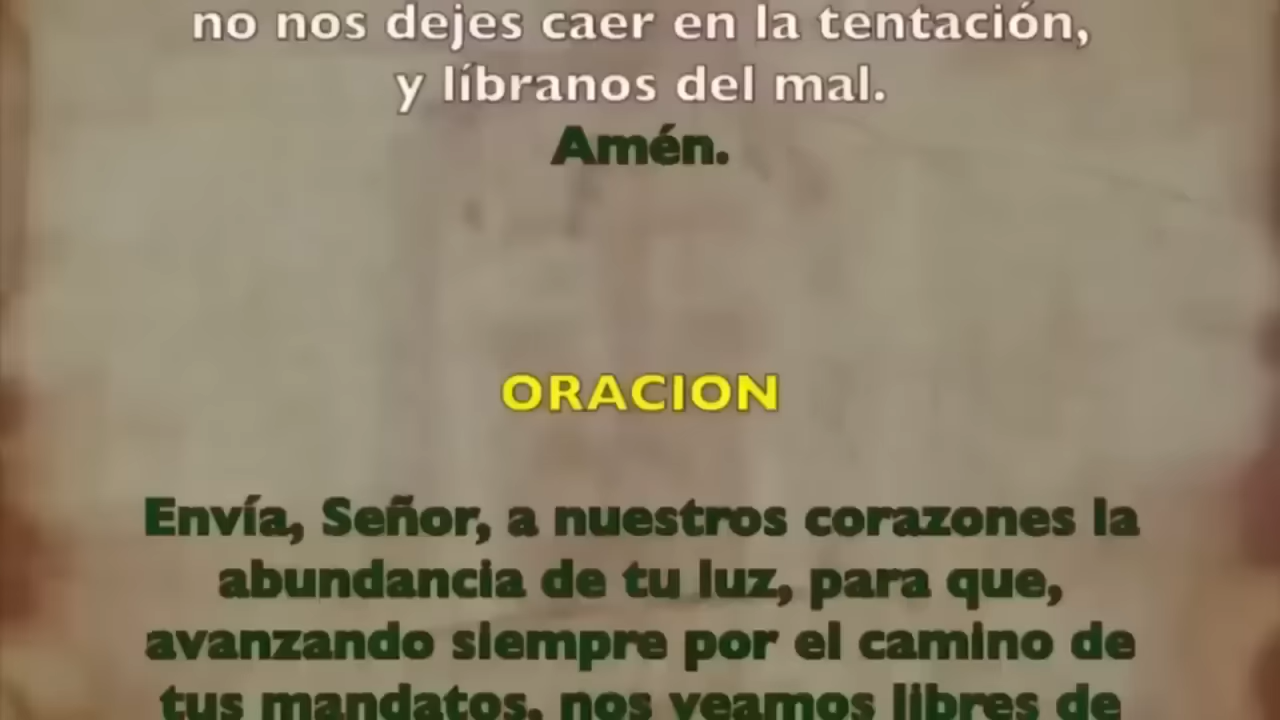 no nos dejes caer en la tentación,
y líbranos del mal.
Amén.
ORACION
Envía, Señor, a nuestros corazones la
abundancia de tu luz, para que,
avanzando siempre por el camino de
tus mandatos, nos veamos libres de